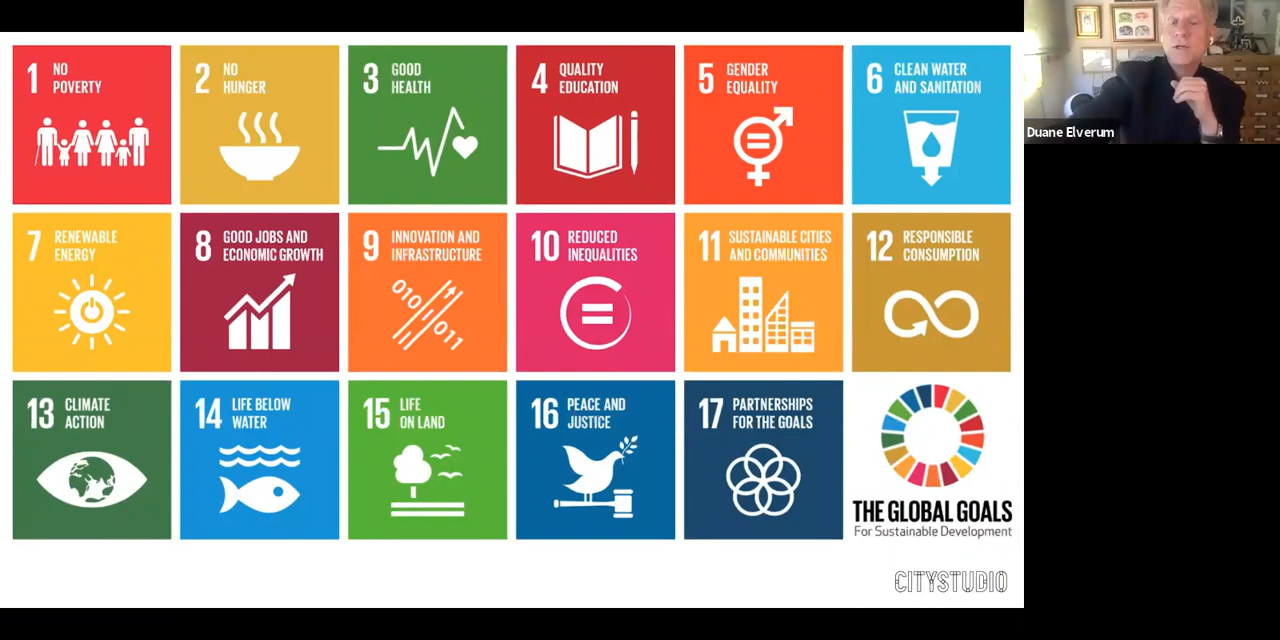 1 NO
POVERTY
2 NO
HUNGER
3 GOOD
HEALTH
4 QUALITY
EDUCATION
5 GENDER
EQUALITY
6 CLEAN WATER
AND SANITATION
7 RENEWABLE
ENERGY
8 GOOD JOBS AND
ECONOMIC GROWTH
9 INNOVATION AND
INFRASTRUCTURE
010
011
10 REDUCED
INEQUALITIES
11 SUSTAINABLE CITIES
AND COMMUNITIES
12 RESPONSIBLE
CONSUMPTION
13 CLIMATE
ACTION
14 LIFE BELOW
WATER
15 LIFE
ON LAND
16 PEACE AND
JUSTICE
17 PARTNERSHIPS
FOR THE GOALS
THE GLOBAL GOALS
For Sustainable Development
CITYSTUDIO
Duane Elverum